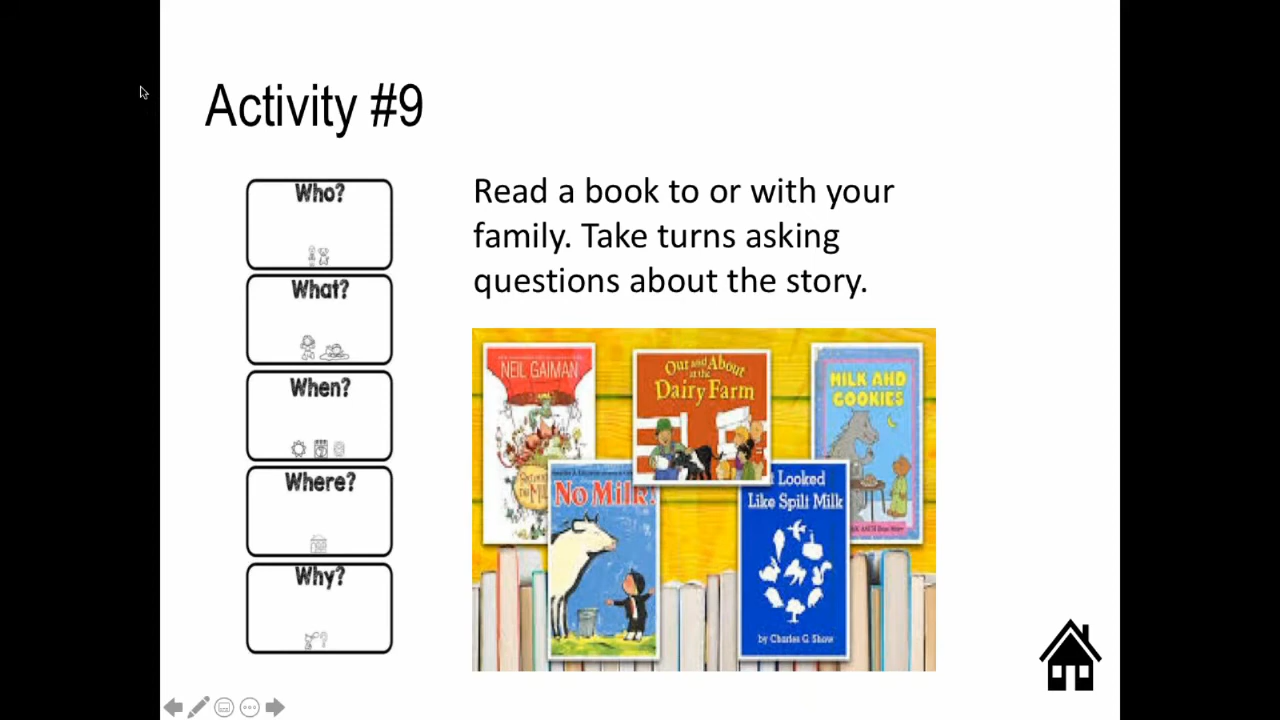 Activity #9
Who?
What?
When?
Where?
Why?
Read a book to or with your
family. Take turns asking
questions about the story.
NEIL GAIMAN
Out and About
at the
Dairy Farm
MILK AND
COOKIES
No Milk!
t Looked
Like Spilt Milk
by Charles G. Shaw